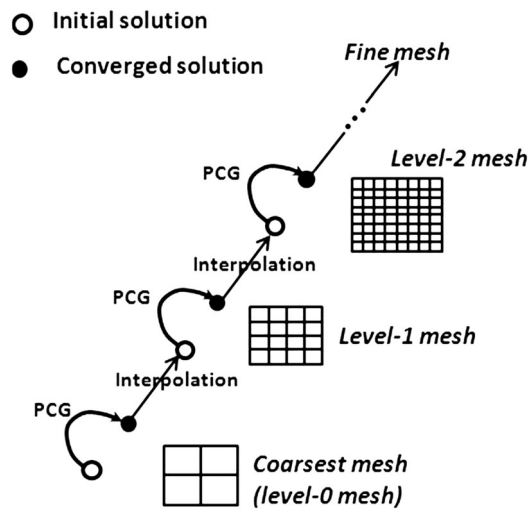 Initial solution
Converged solution
Fine mesh
Level-2 mesh
PCG
Interpolation
PCG
Level-1 mesh
Interpolation
PCG
Coarsest mesh
(level-0 mesh)